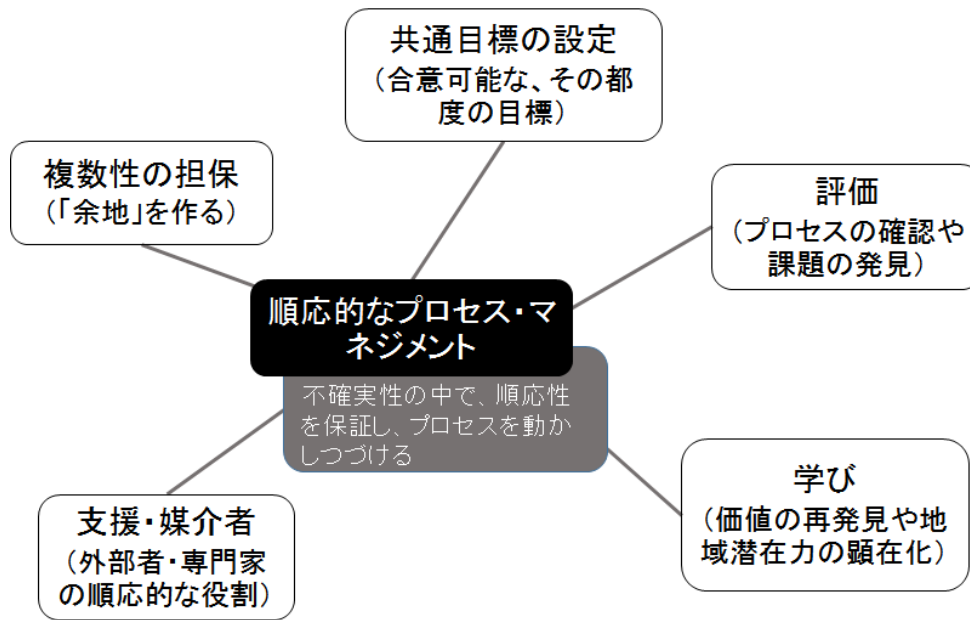 共通目標の設定
（合意可能な、その都
度の目標）
複数性の担保
（「余地」を作る）
評価
（プロセスの確認や
課題の発見）
順応的なプロセス・マ
ネジメント
不確実性の中で、順応性
を保証し、プロセスを動か
しつづける
支援・媒介者
（外部者・専門家
の順応的な役割）
学び
（価値の再発見や地
域潜在力の顕在化）